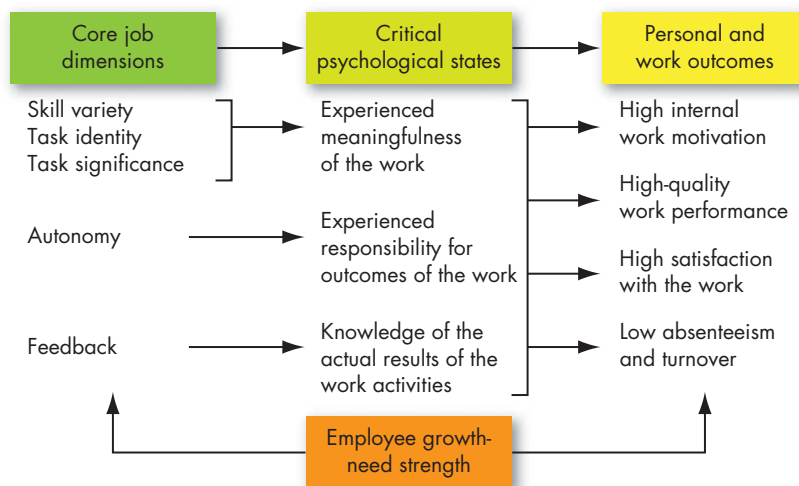 Core job
dimensions
Critical
psychological states
Personal and
work outcomes
Skill variety
Task identity
Task significance
Experienced
meaningfulness
of the work
High internal
work motivation
High-quality
work performance
Autonomy
Experienced
responsibility for
outcomes of the work
High satisfaction
with the work
Feedback
Knowledge of the
actual results of the
work activities
Low absenteeism
and turnover
Employee growth-
need strength